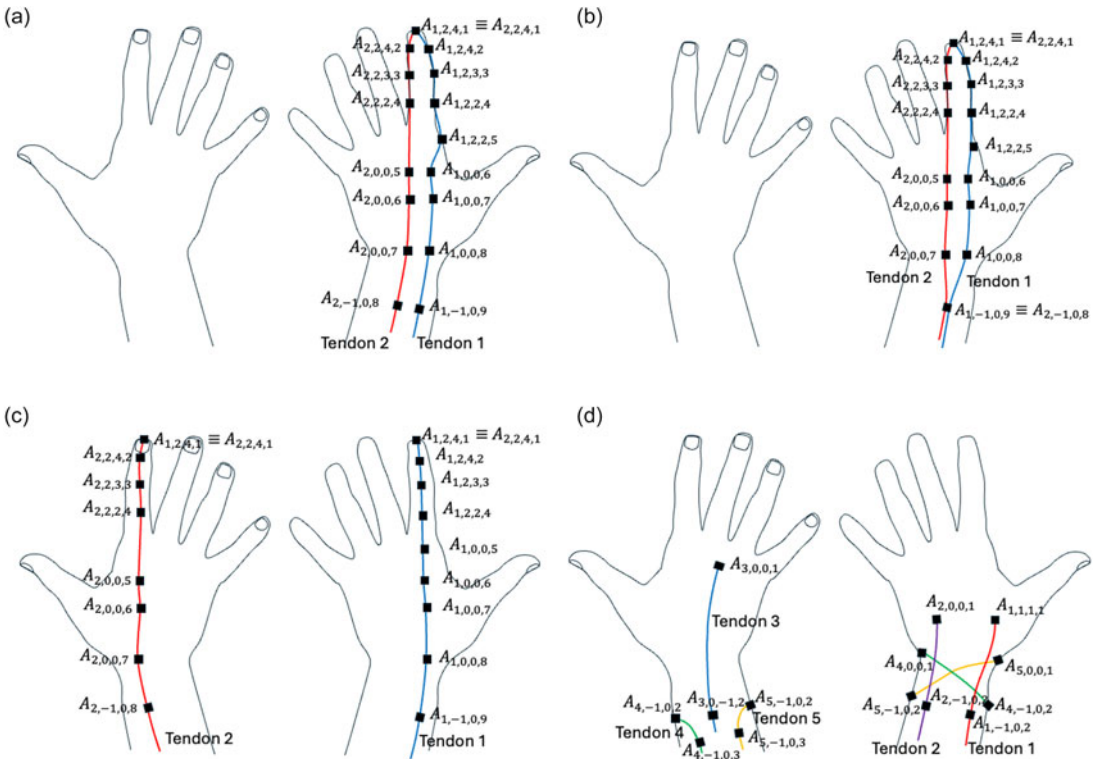 (a)
A1,2,4,1 ≡ A2,2,4,1
A2,2,4,2
A1,2,4,2
A2,2,3,3
A1,2,3,3
A2,2,2,4
A1,2,2,4
A1,2,2,5
A2,0,0,5
A1,0,0,6
A2,0,0,6
A1,0,0,7
A2,0,0,7
A1,0,0,8
A2,−1,0,8
A1,−1,0,9
Tendon 2
Tendon 1
(b)
A1,2,4,1 ≡ A2,2,4,1
A2,2,4,2
A1,2,4,2
A2,2,3,3
A1,2,3,3
A2,2,2,4
A1,2,2,4
A1,2,2,5
A2,0,0,5
A1,0,0,6
A2,0,0,6
A1,0,0,7
A2,0,0,7
A1,0,0,8
Tendon 2
Tendon 1
A1,−1,0,9 ≡ A2,−1,0,8
(c)
A1,2,4,1 ≡ A2,2,4,1
A2,2,4,2
A2,2,3,3
A2,2,2,4
A2,0,0,5
A2,0,0,6
A2,0,0,7
A2,−1,0,8
Tendon 2
A1,2,4,1 ≡ A2,2,4,1
A1,2,4,2
A1,2,3,3
A1,2,2,4
A1,0,0,5
A1,0,0,6
A1,0,0,7
A1,0,0,8
A1,−1,0,9
Tendon 1
(d)
A3,0,0,1
Tendon 3
A4,−1,0,2
A3,0,−1,2
A5,−1,0,2
Tendon 4
Tendon 5
A4,−1,0,3
A5,−1,0,3
A2,0,0,1
A1,1,1,1
A4,0,0,1
A5,0,0,1
A5,−1,0,2
A2,−1,0,2
A4,−1,0,2
A1,−1,0,2
Tendon 2
Tendon 1